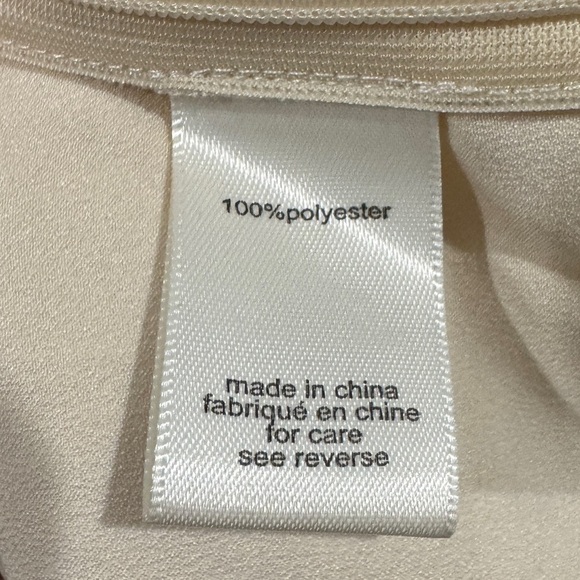 100%polyester
made in china
fabriqué en chine
for care
see reverse